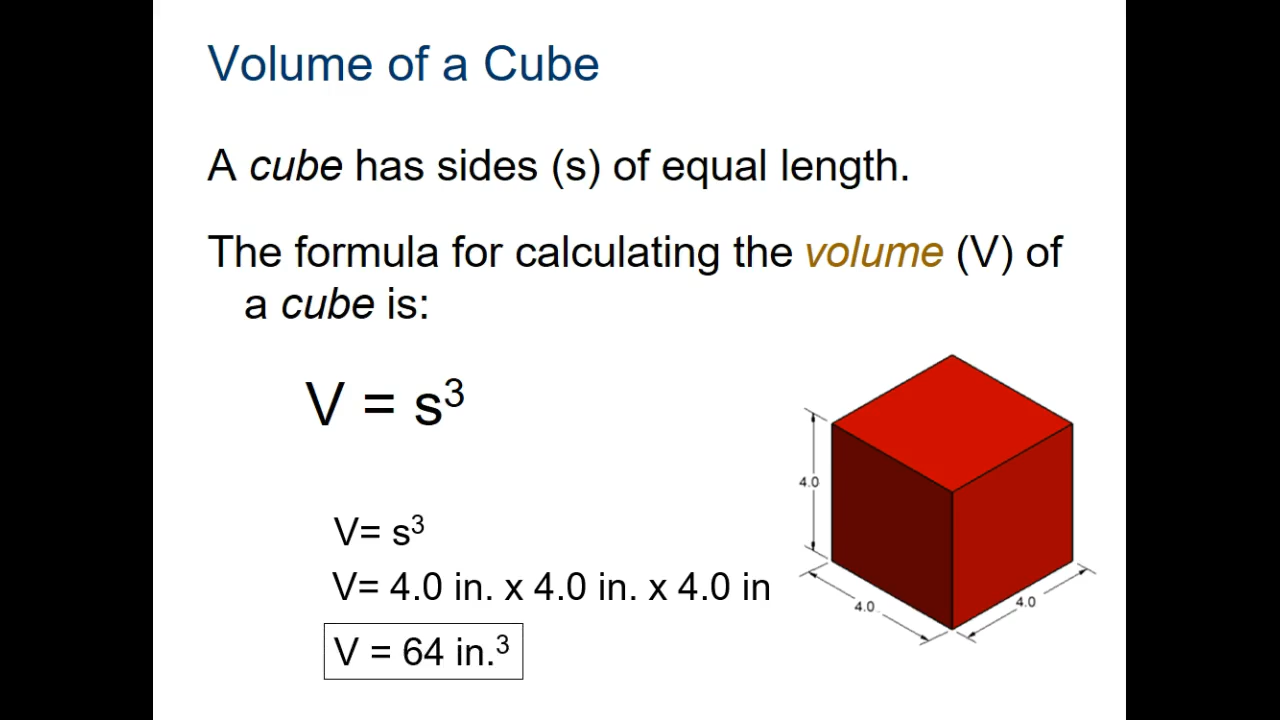 Volume of a Cube
A cube has sides (s) of equal length.
The formula for calculating the volume (V) of
a cube is:
V = s³
4.0
V= s³
V= 4.0 in. x 4.0 in. x 4.0 in
4.0
4.0
V = 64 in.³